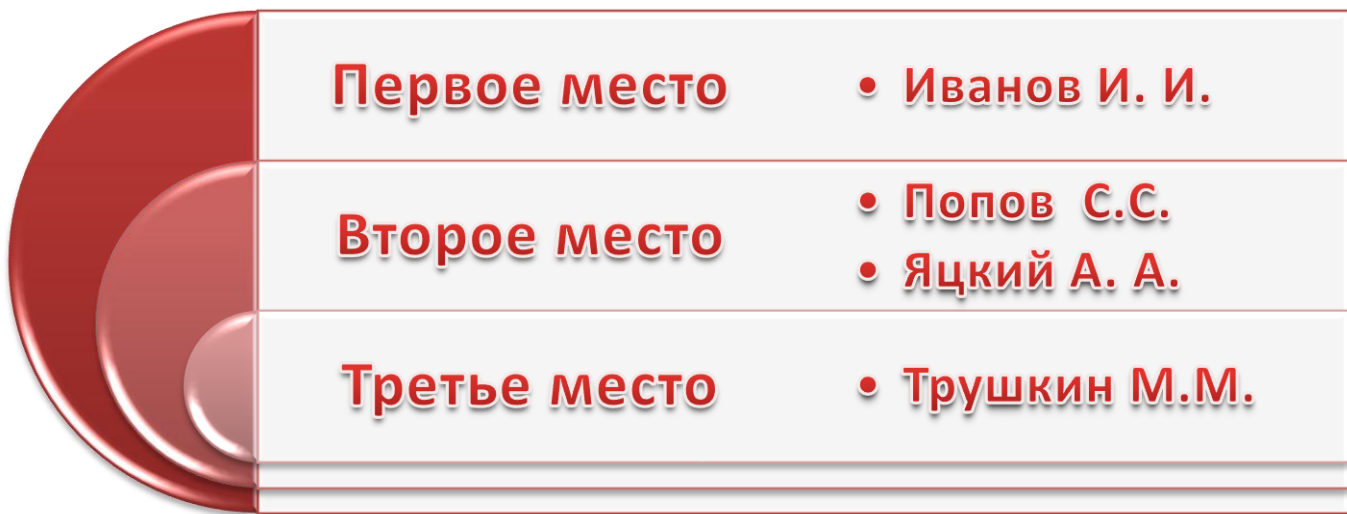 Первое место
• Иванов И. И.
Второе место
• Попов С.С.
• Яцкий А. А.
Третье место
• Трушкин М.М.